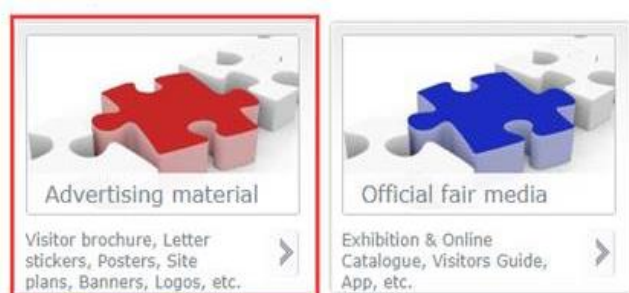 Advertising material
Visitor brochure, Letter
stickers, Posters, Site
plans, Banners, Logos, etc.
Official fair media
Exhibition & Online
Catalogue, Visitors Guide,
App, etc.